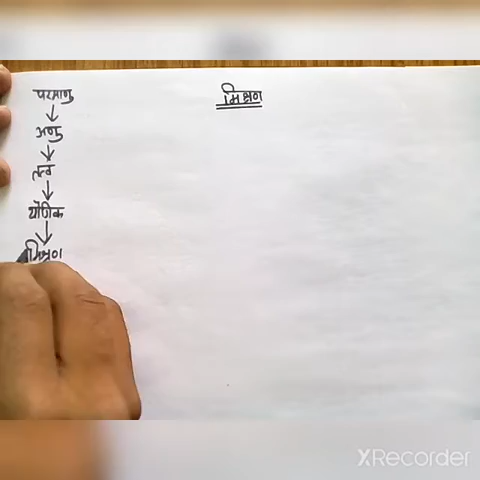 मिश्रण
परमाणु
↓
अणु
↓
तत्व
↓
यौगिक
↓
मिश्रण
XRecorder